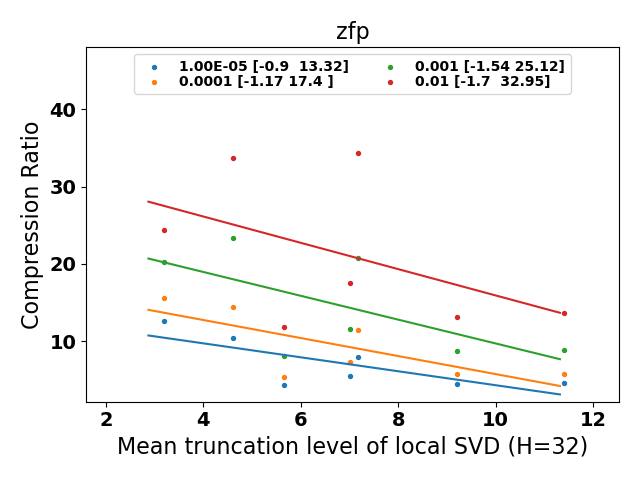 zfp
1.00E-05 [-0.9  13.32]
0.0001 [-1.17 17.4 ]
0.001 [-1.54 25.12]
0.01 [-1.7  32.95]
Compression Ratio
40
30
20
10
2 4 6 8 10 12
Mean truncation level of local SVD (H=32)